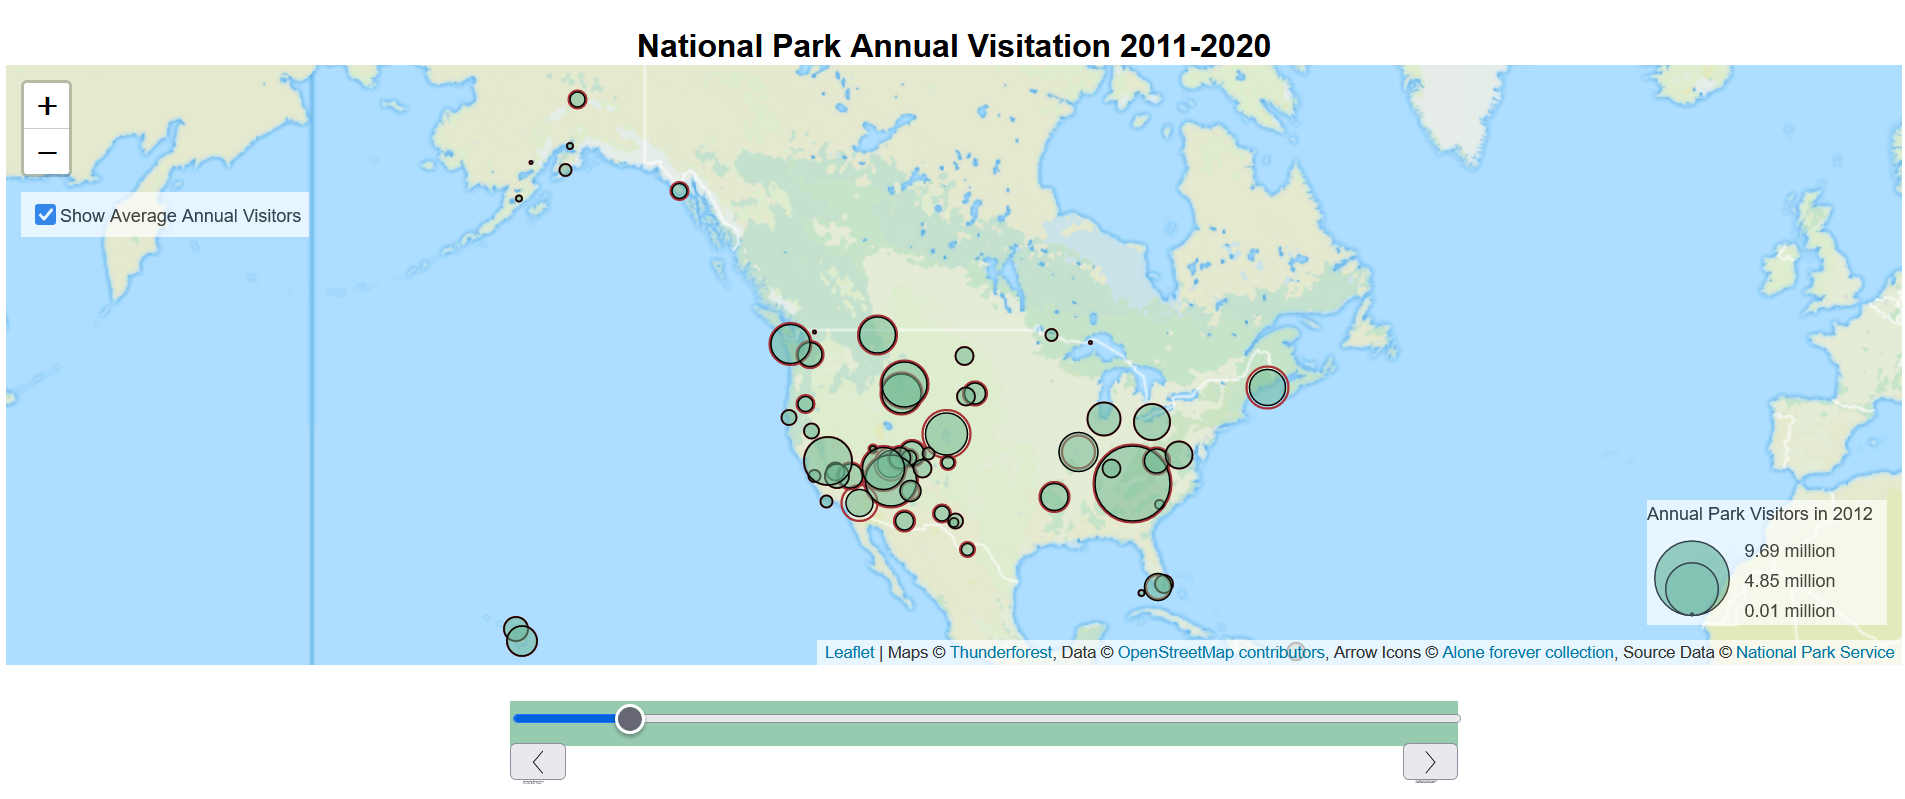 National Park Annual Visitation 2011-2020
+
−
Show Average Annual Visitors
Annual Park Visitors in 2012
9.69 million
4.85 million
0.01 million
Leaflet | Maps © Thunderforest, Data © OpenStreetMap contributors, Arrow Icons © Alone forever collection, Source Data © National Park Service